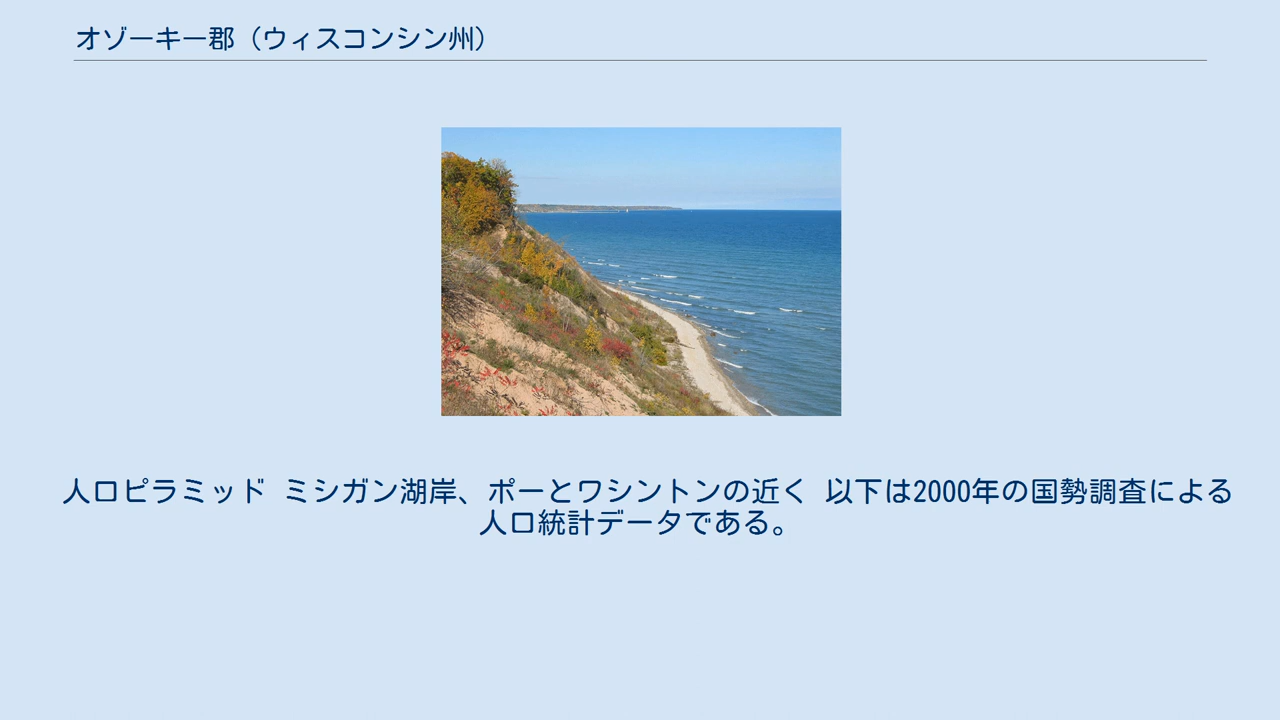 オゾーキー郡（ウィスコンシン州）
人口ピラミッド ミシガン湖岸、ポーとワシントンの近く 以下は2000年の国勢調査による
人口統計データである。